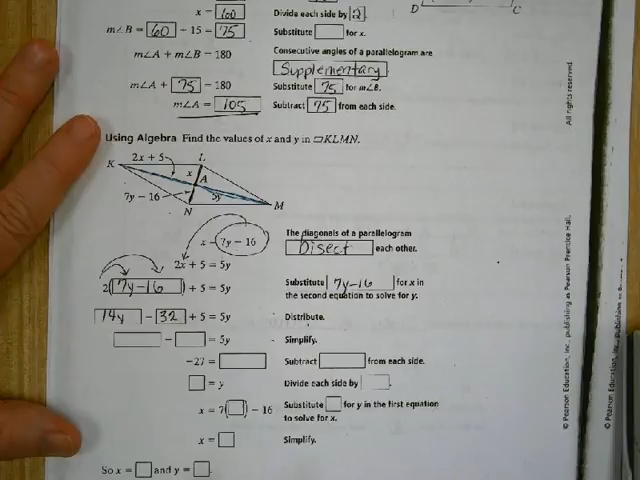 x = 60 Divide each side by 2.
D C
m∠B = 60 + 15 = 75 Substitute for x.
m∠A + m∠B = 180 Consecutive angles of a parallelogram are
Supplementary.
m∠A + 75 = 180 Substitute 75 for m∠B.
m∠A = 105 Subtract 75 from each side.
Using Algebra Find the values of x and y in ▱KLMN.
2x + 5 L
K x A
7y − 16 5y
N M
The diagonals of a parallelogram
x = 7y − 16 Bisect each other.
2x + 5 = 5y
2(7y−16) + 5 = 5y Substitute 7y−16 for x in
the second equation to solve for y.
14y − 32 + 5 = 5y Distribute.
− = 5y Simplify.
−27 = Subtract from each side.
= y Divide each side by .
x = 7( ) − 16 Substitute for y in the first equation
to solve for x.
x = Simplify.
So x = and y = .
© Pearson Education, Inc., publishing as Pearson Prentice Hall.
All rights reserved.
© Pearson Education, Inc., publishing as